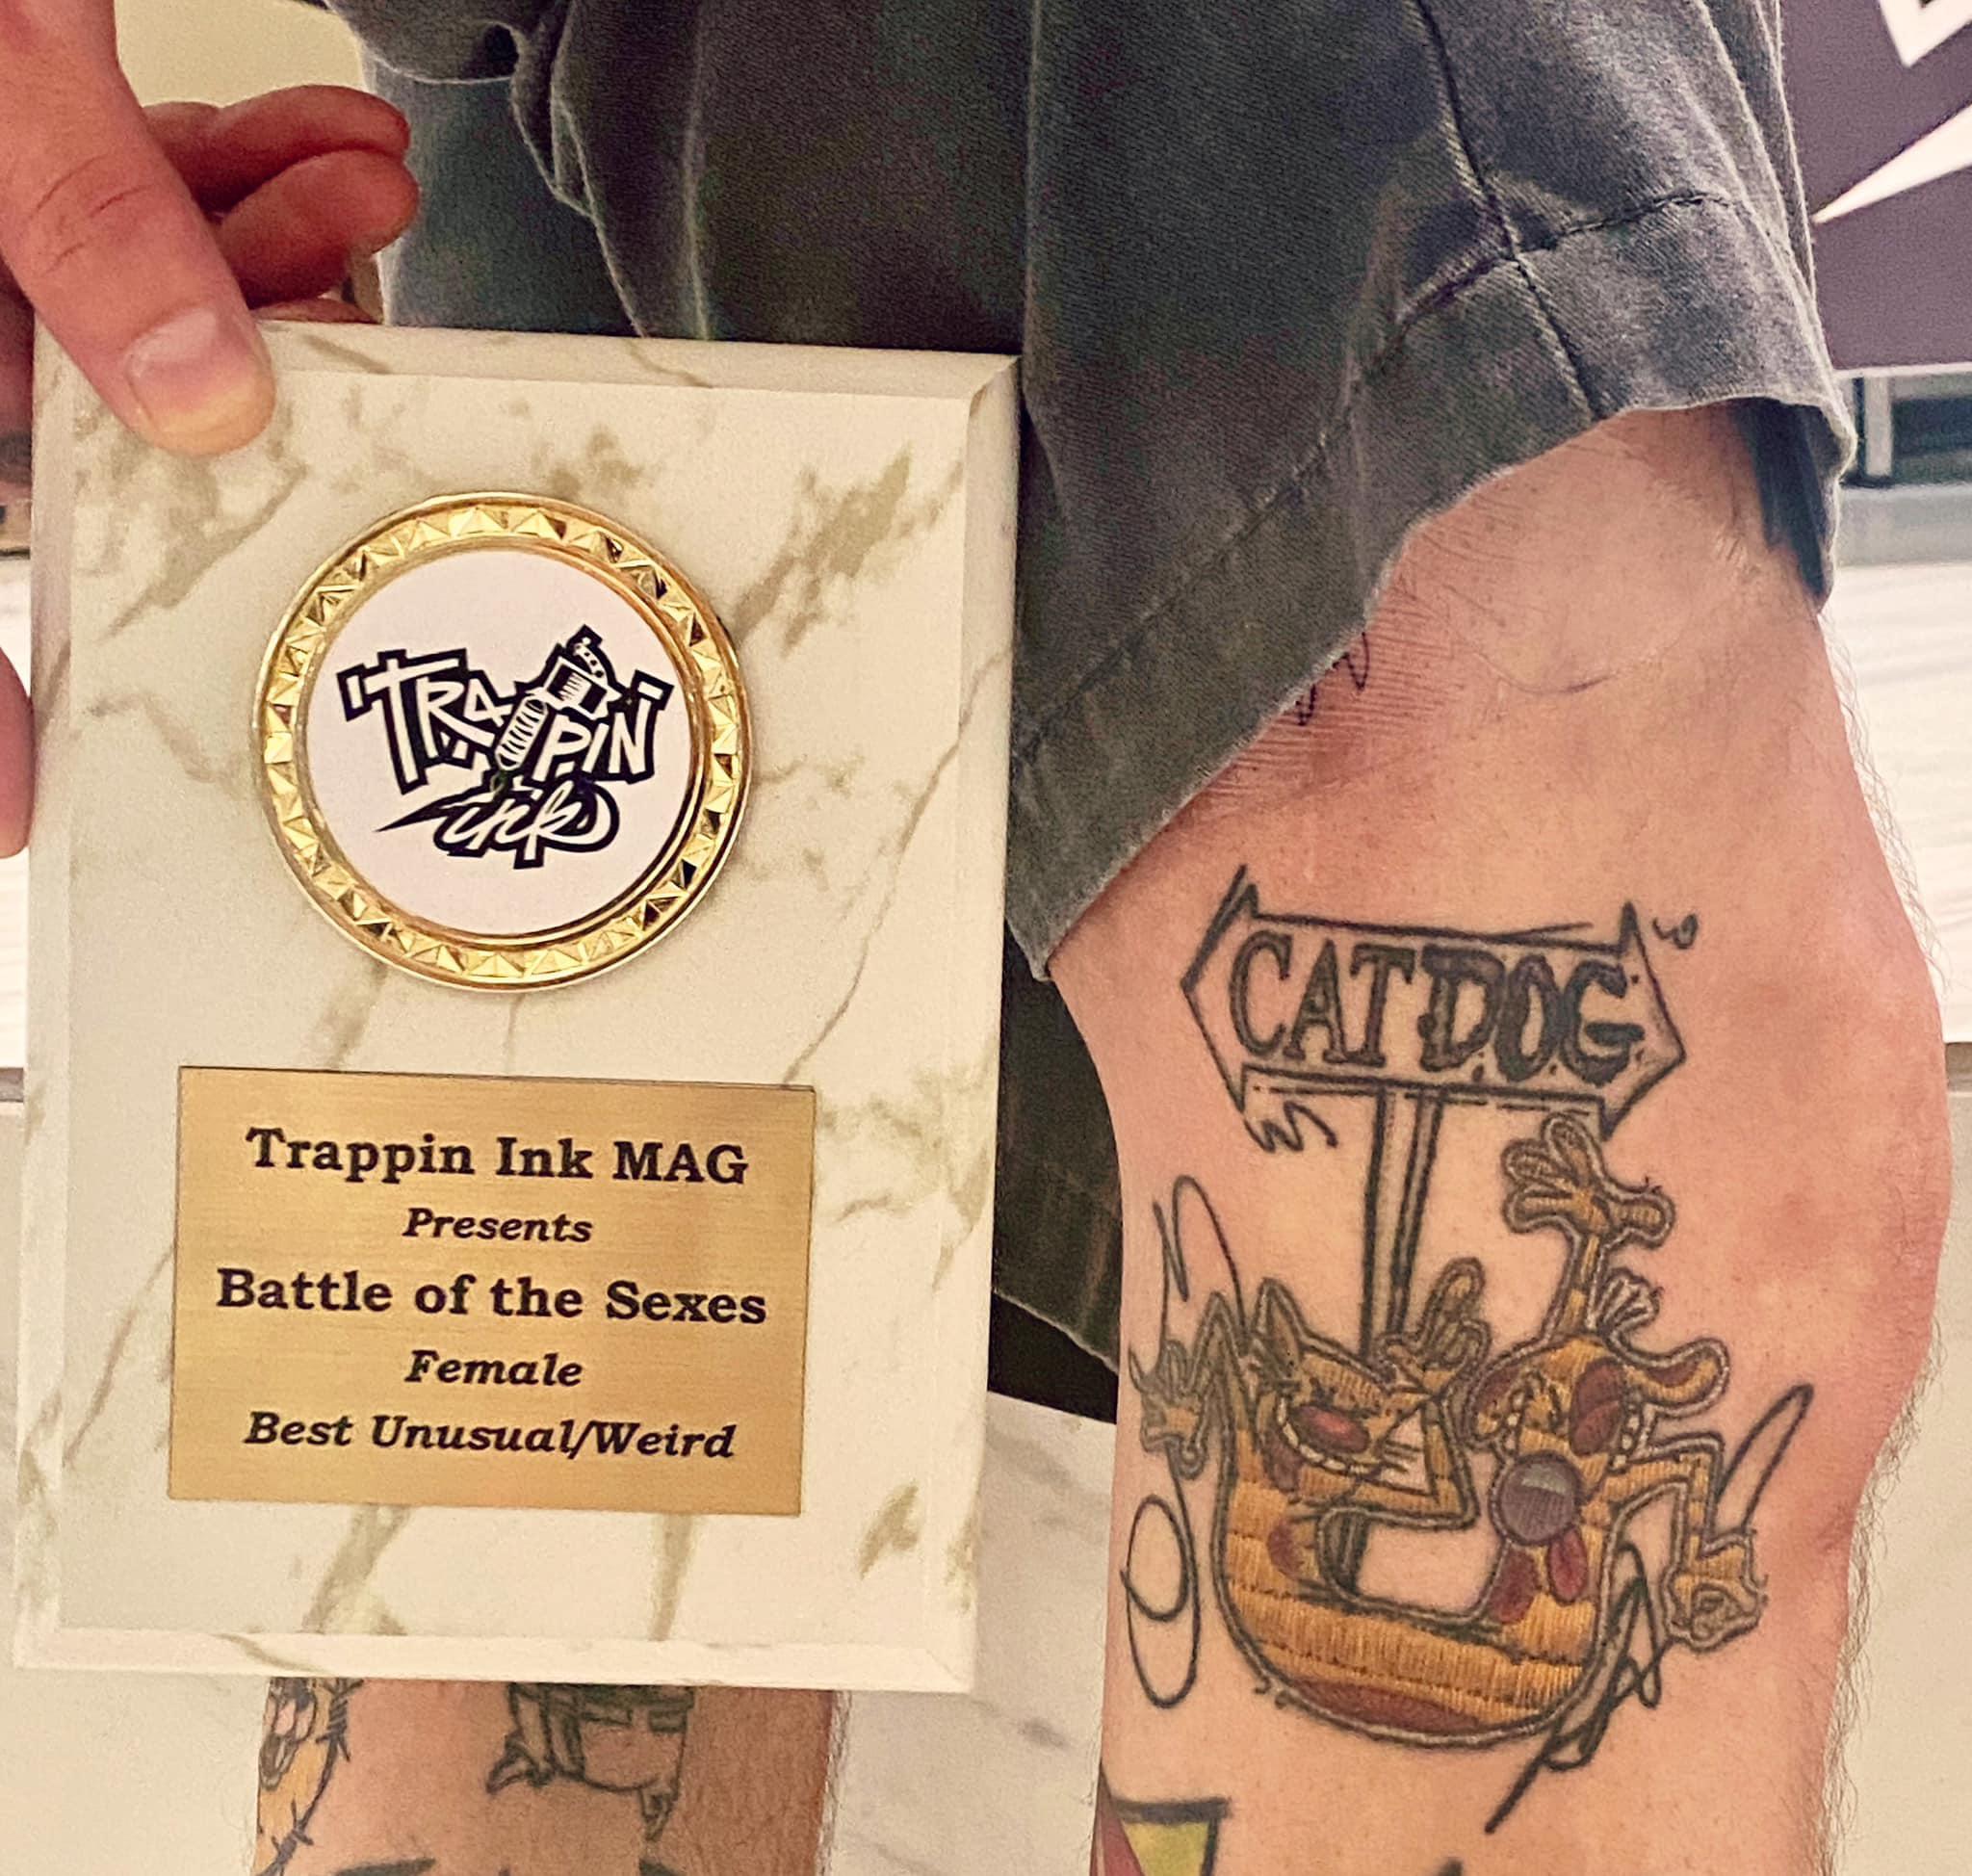 TRAPPIN
ink
Trappin Ink MAG
Presents
Battle of the Sexes
Female
Best Unusual/Weird
CATDOG